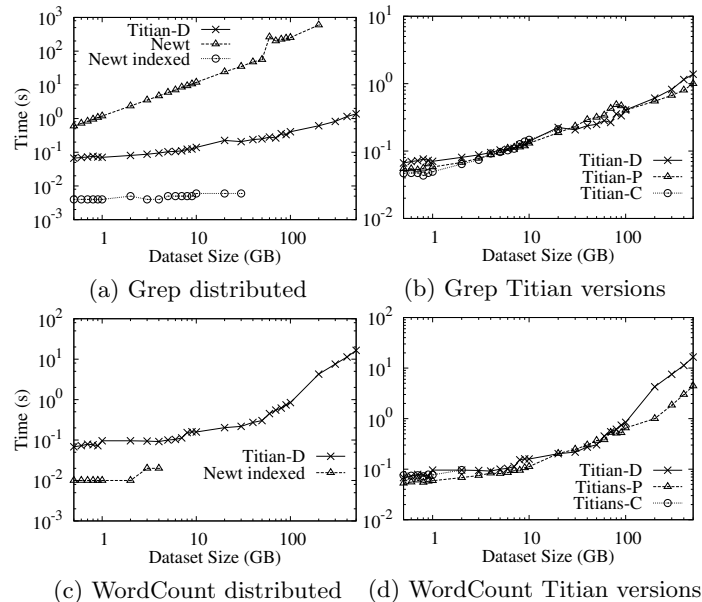 10^3
10^2
10^1
10^0
10^-1
10^-2
10^-3
Time (s)
Titian-D
Newt
Newt indexed
1
10
100
Dataset Size (GB)
(a) Grep distributed
10^2
10^1
10^0
10^-1
10^-2
Titian-D
Titian-P
Titian-C
1
10
100
Dataset Size (GB)
(b) Grep Titian versions
10^2
10^1
10^0
10^-1
10^-2
10^-3
Time (s)
Titian-D
Newt indexed
1
10
100
Dataset Size (GB)
(c) WordCount distributed
10^2
10^1
10^0
10^-1
10^-2
Titian-D
Titians-P
Titians-C
1
10
100
Dataset Size (GB)
(d) WordCount Titian versions